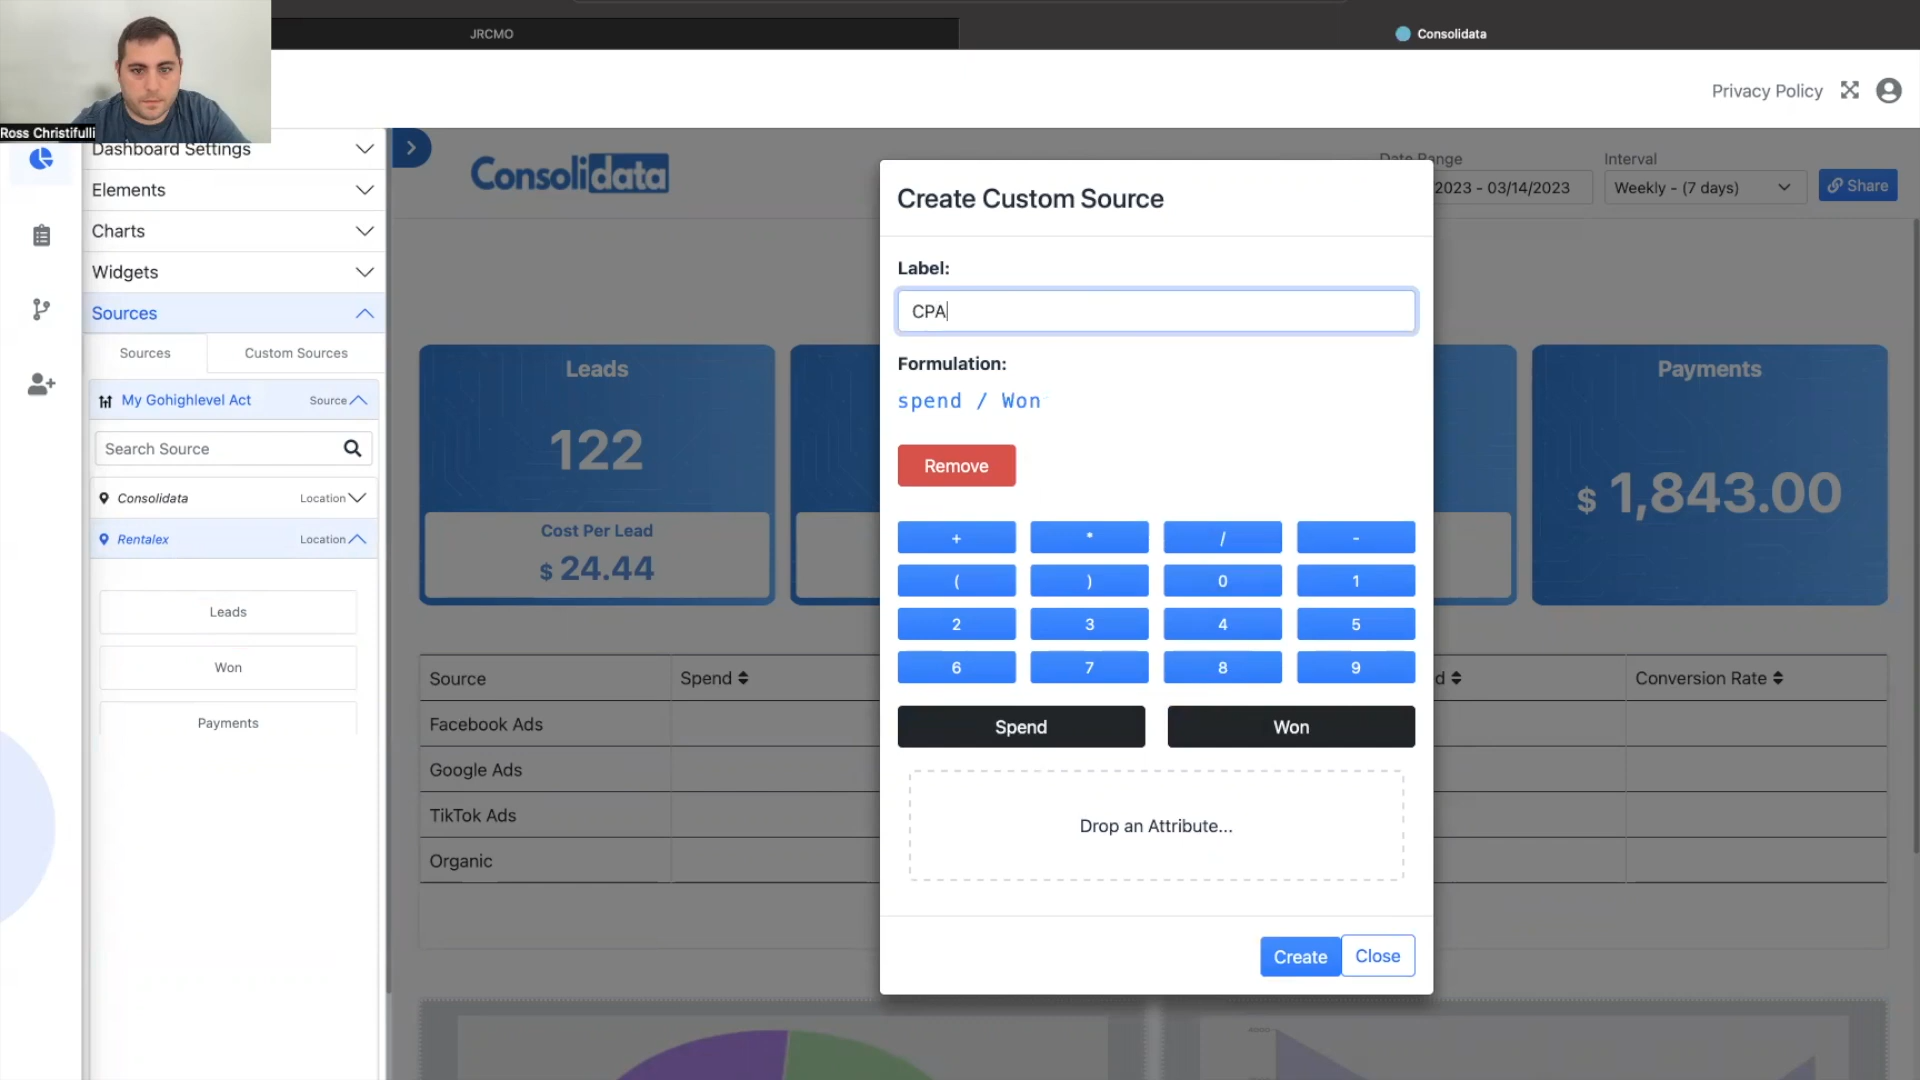 JRCMO
Consolidata
Ross Christifulli
Privacy Policy
Dashboard Settings
Elements
Charts
Widgets
Sources
Sources
Custom Sources
My Gohighlevel Act
Source
Search Source
Consolidata
Location
Rentalex
Location
Leads
Won
Payments
Consolidata
Date Range
2023 - 03/14/2023
Interval
Weekly - (7 days)
Share
Leads
122
Cost Per Lead
$ 24.44
Payments
$ 1,843.00
Source
Spend
d
Conversion Rate
Facebook Ads
Google Ads
TikTok Ads
Organic
Create Custom Source
Label:
CPA
Formulation:
spend / Won
Remove
+ * / -
( ) 0 1
2 3 4 5
6 7 8 9
Spend
Won
Drop an Attribute...
Create
Close